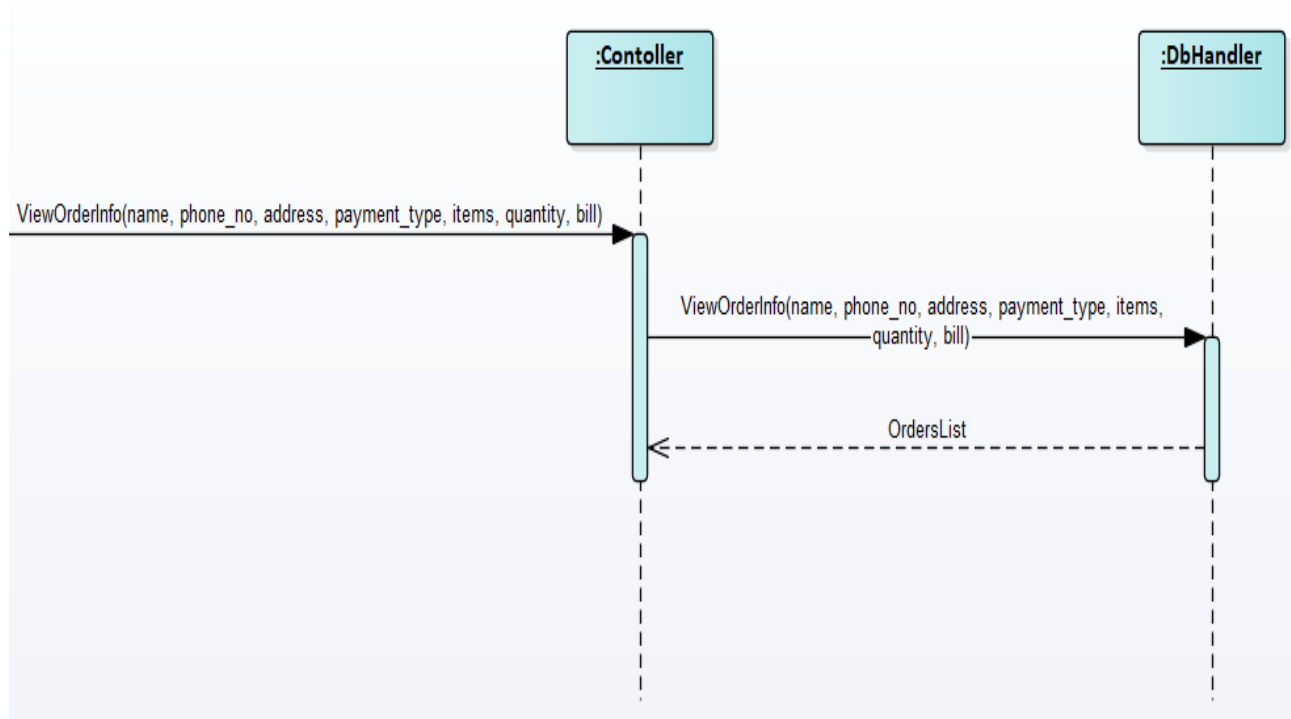 :Contoller
:DbHandler
ViewOrderInfo(name, phone_no, address, payment_type, items, quantity, bill)
ViewOrderInfo(name, phone_no, address, payment_type, items,
quantity, bill)
OrdersList